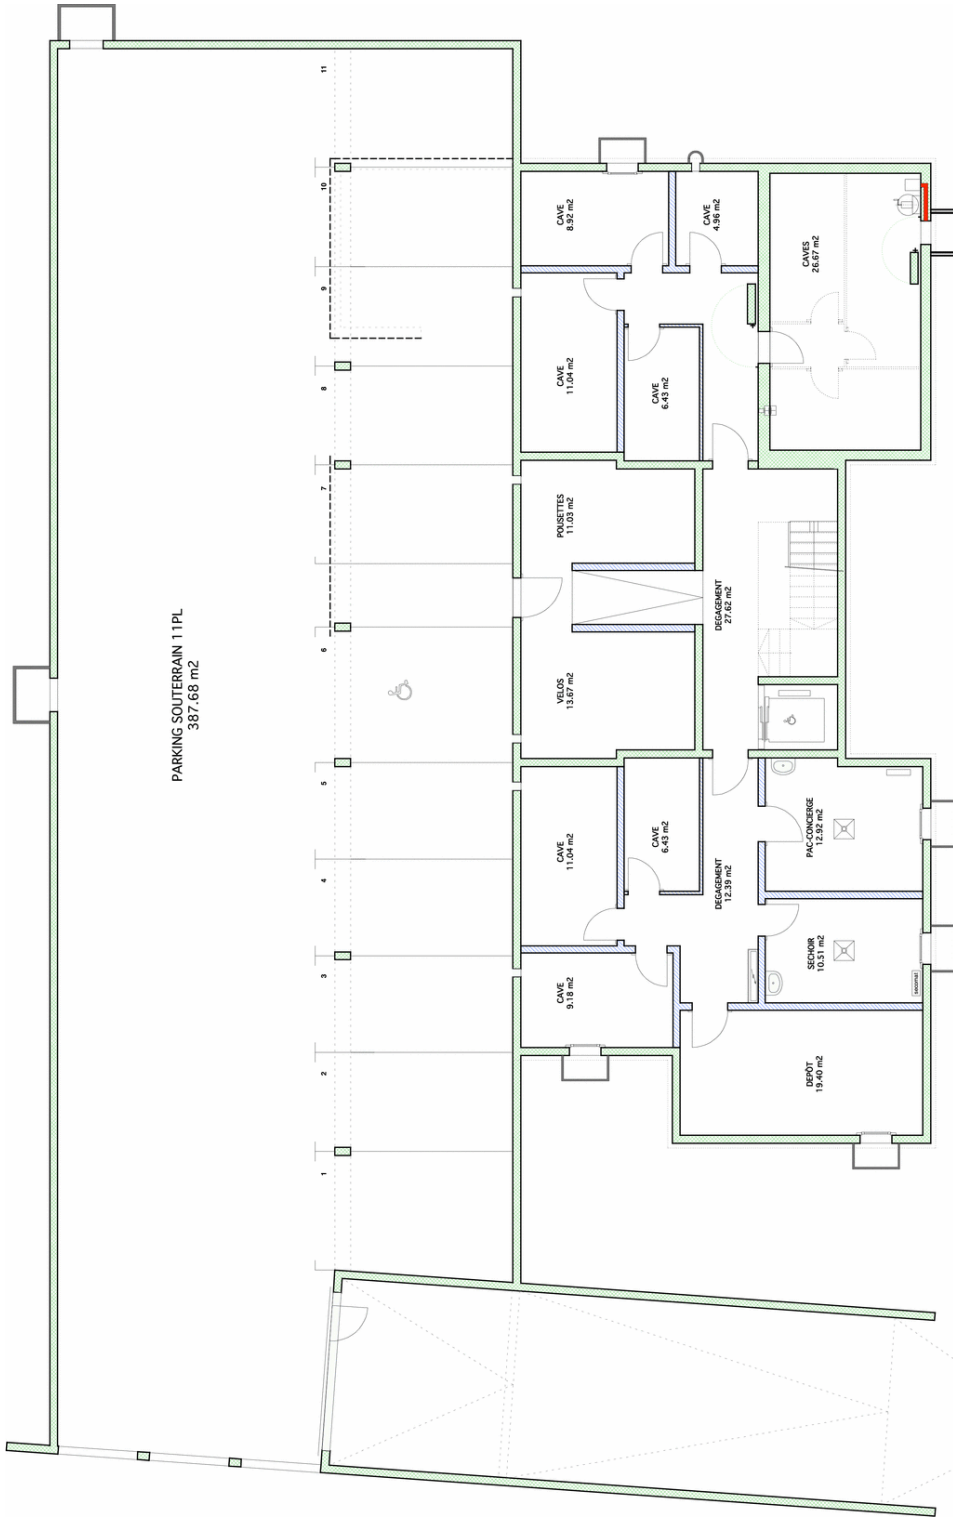 PARKING SOUTERRAIN 11PL
387.68 m2
11
10
9
8
7
6
5
4
3
2
1
CAVE
8.92 m2
CAVE
4.96 m2
CAVES
26.67 m2
CAVE
11.04 m2
CAVE
6.43 m2
POUSETTES
11.03 m2
DEGAGEMENT
27.62 m2
VELOS
13.67 m2
CAVE
11.04 m2
CAVE
6.43 m2
DEGAGEMENT
12.39 m2
PAC-CONCIERGE
12.92 m2
CAVE
9.18 m2
SECHOIR
10.51 m2
secomat
DEPÔT
19.40 m2